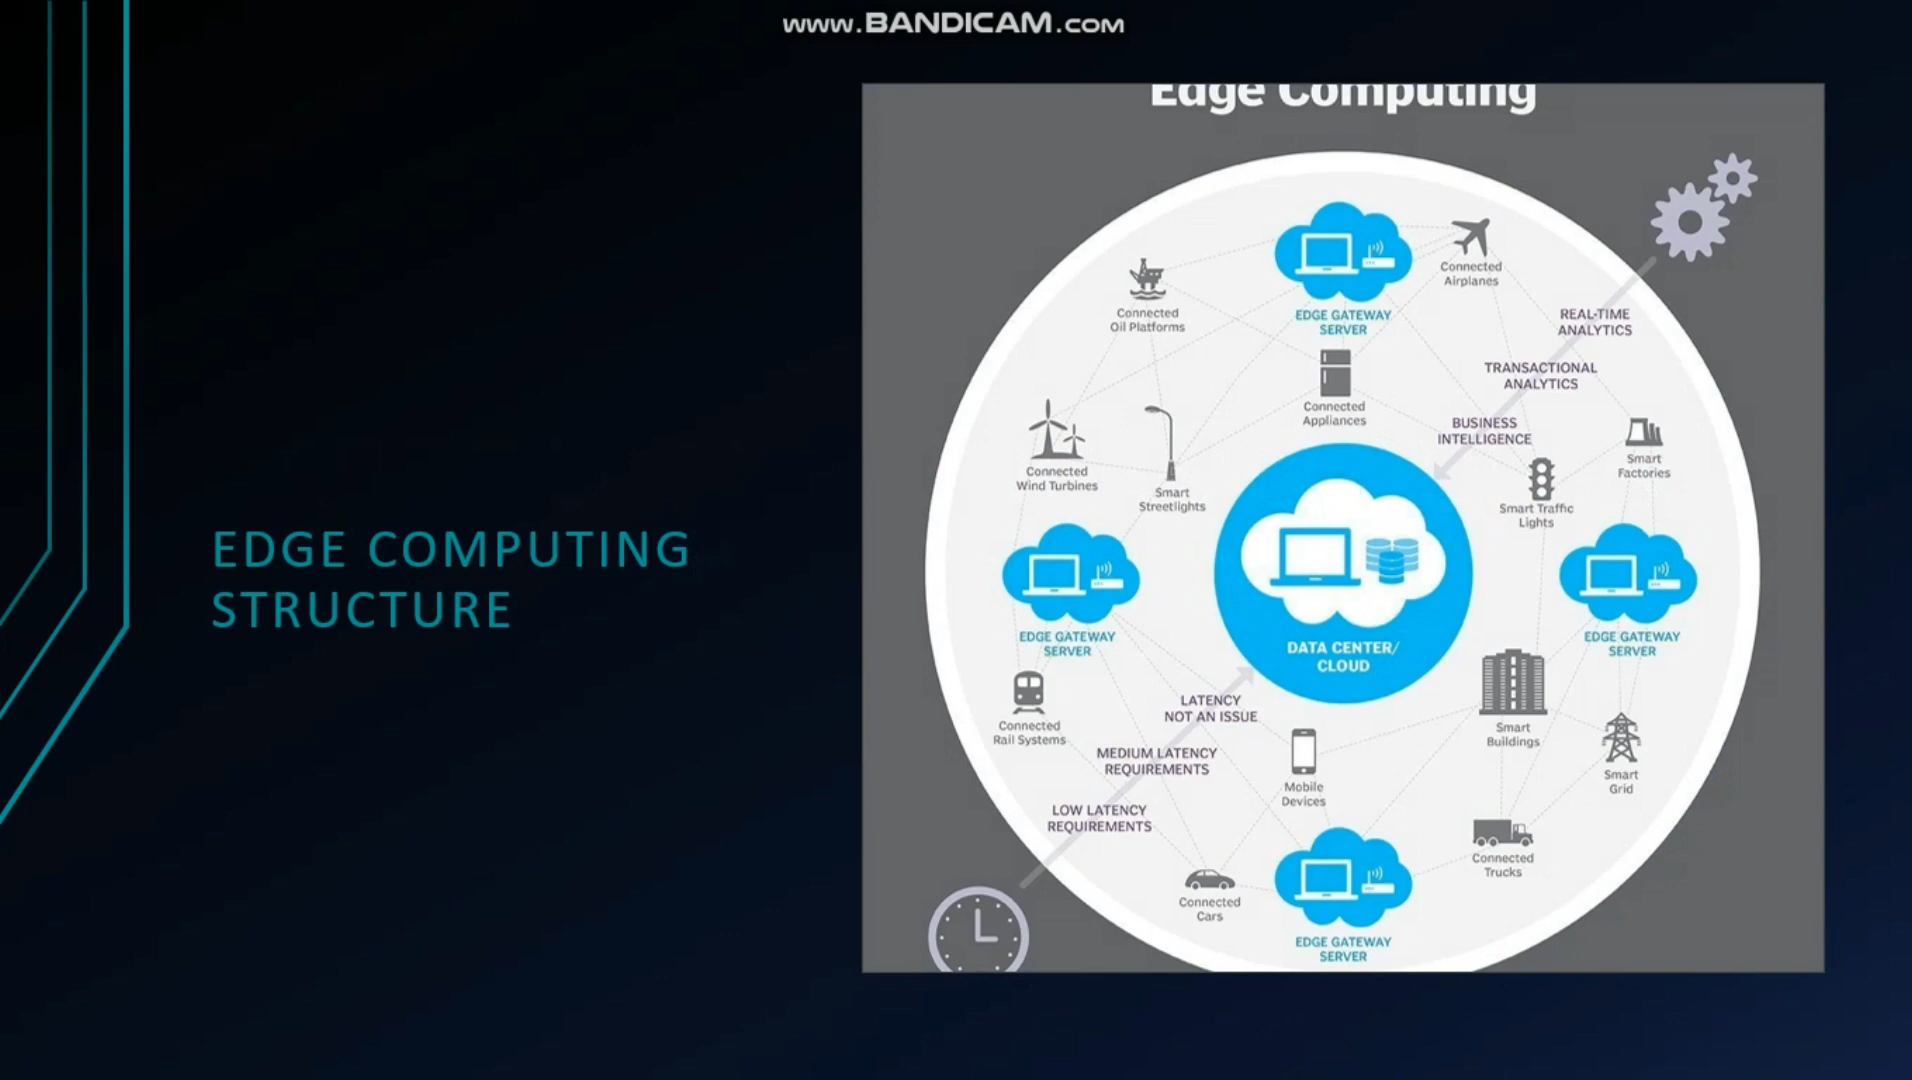 www.BANDICAM.com
Edge Computing
EDGE COMPUTING
STRUCTURE
Connected
Airplanes
Connected
Oil Platforms
EDGE GATEWAY
SERVER
REAL-TIME
ANALYTICS
TRANSACTIONAL
ANALYTICS
Connected
Appliances
BUSINESS
INTELLIGENCE
Connected
Wind Turbines
Smart
Streetlights
Smart
Factories
Smart Traffic
Lights
EDGE GATEWAY
SERVER
DATA CENTER/
CLOUD
EDGE GATEWAY
SERVER
Connected
Rail Systems
LATENCY
NOT AN ISSUE
Smart
Buildings
MEDIUM LATENCY
REQUIREMENTS
Mobile
Devices
Smart
Grid
LOW LATENCY
REQUIREMENTS
Connected
Trucks
Connected
Cars
EDGE GATEWAY
SERVER